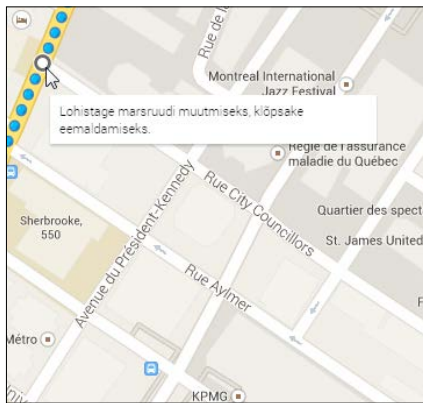 Rue de la
Montreal International
Jazz Festival
Lohistage marsruudi muutmiseks, klõpsake
eemaldamiseks.
Régie de l'assurance
maladie du Québec
Rue City Councillors
Quartier des spect
Sherbrooke,
550
St. James United
Avenue du Président-Kennedy
Rue Aylmer
Métro
KPMG